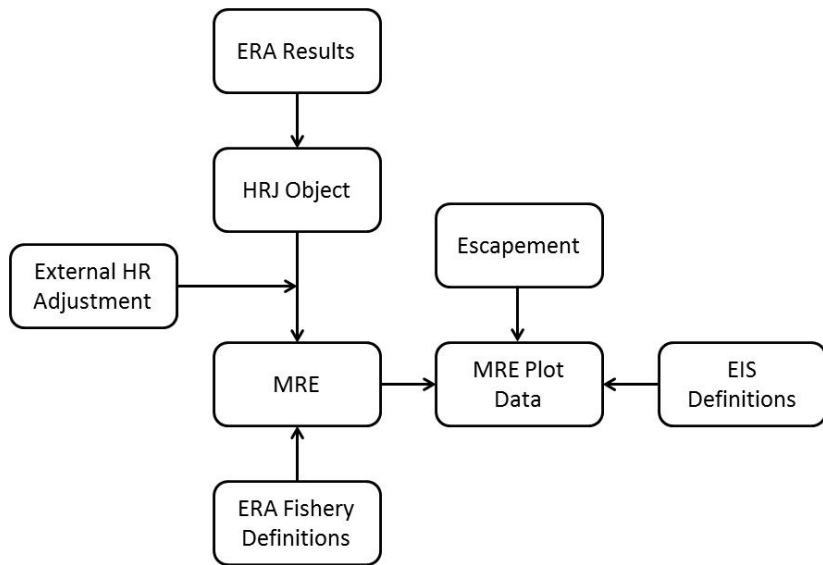 ERA Results
HRJ Object
Escapement
External HR
Adjustment
MRE
MRE Plot
Data
EIS
Definitions
ERA Fishery
Definitions